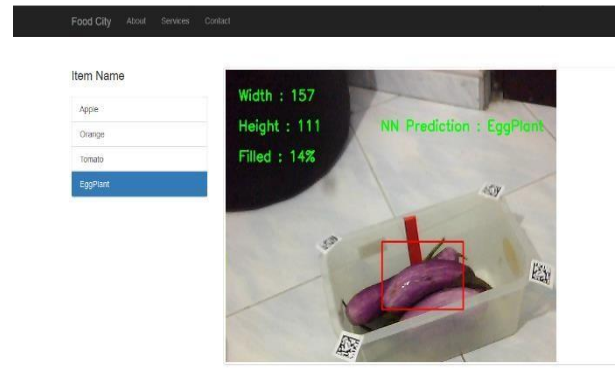 Food City About Services Contact
Item Name
Apple
Orange
Tomato
EggPlant
Width : 157
Height : 111
NN Prediction : EggPlant
Filled : 14%